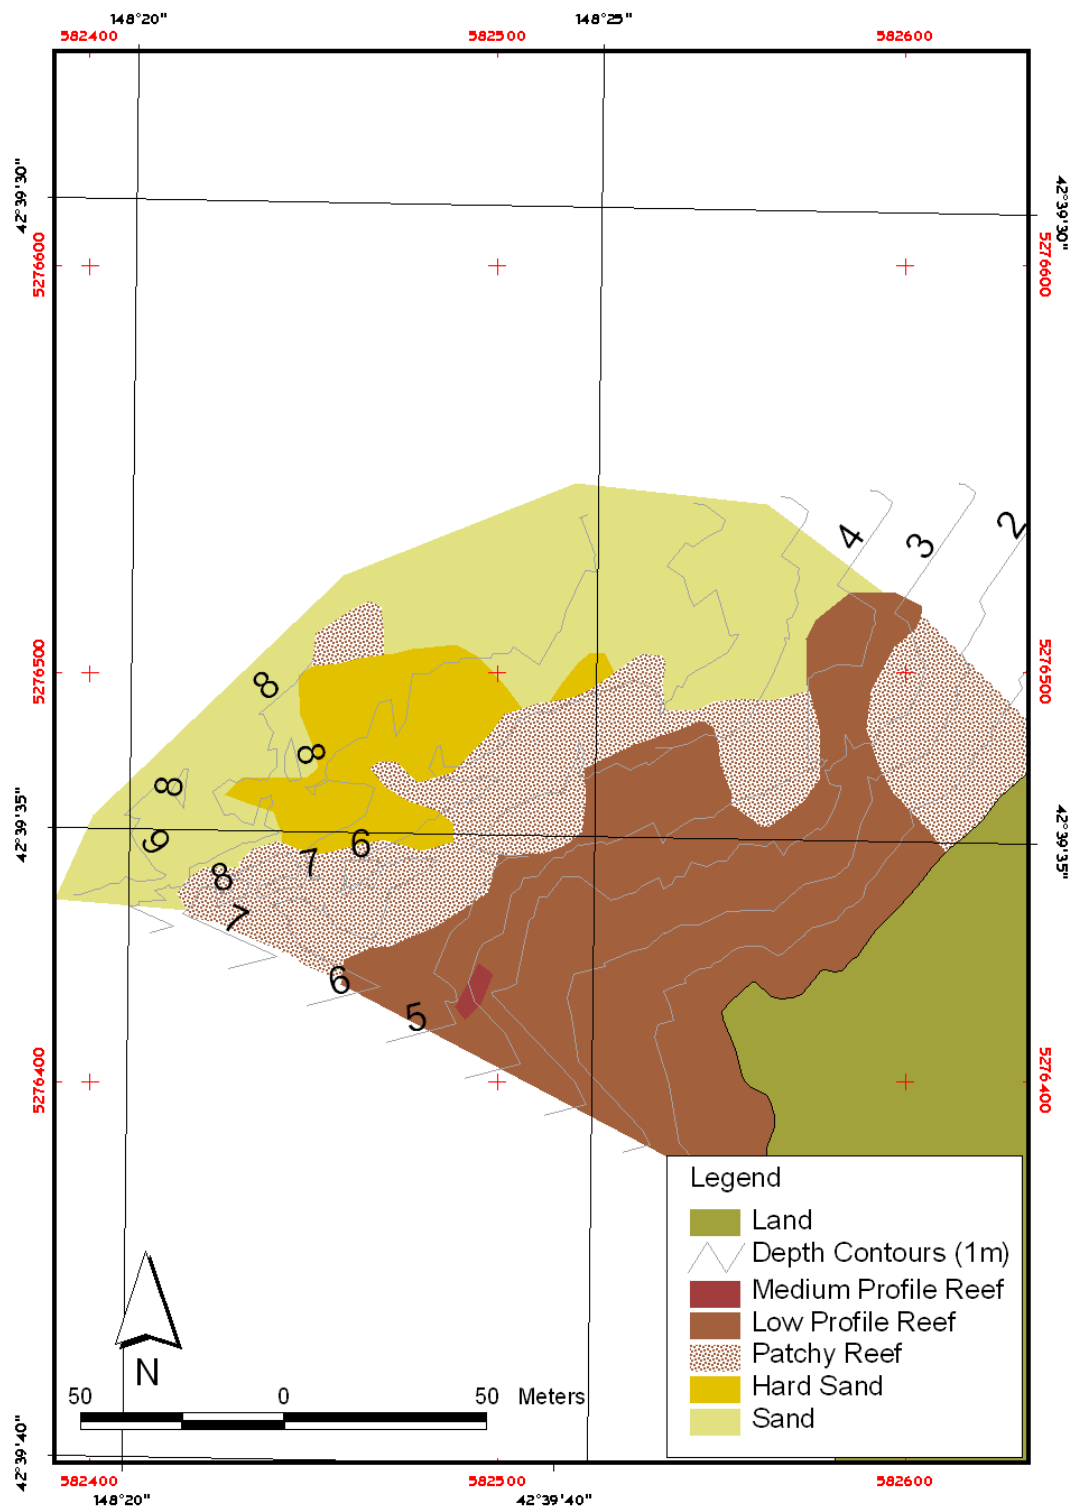 148°20" 148°25"
582400 582500 582600
42°39'30" 42°39'30"
5276600 5276600
4 3 2
5276500 5276500
8
8
8
42°39'35" 9 7 6 42°39'35"
8
7
6
5
5276400 5276400
Legend
Land
Depth Contours (1m)
Medium Profile Reef
Low Profile Reef
Patchy Reef
Hard Sand
Sand
N
50 0 50 Meters
42°39'40"
582400 582500 582600
148°20" 42°39'40"